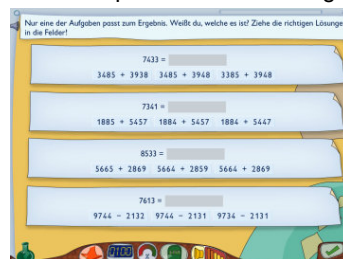 Nur eine der Aufgaben passt zum Ergebnis. Weißt du, welche es ist? Ziehe die richtigen Lösunge
in die Felder!
7433 =
3485 + 3938 3485 + 3948 3385 + 3948
7341 =
1885 + 5457 1884 + 5457 1884 + 5447
8533 =
5665 + 2869 5664 + 2859 5664 + 2869
7613 =
9744 - 2132 9744 - 2131 9734 - 2131